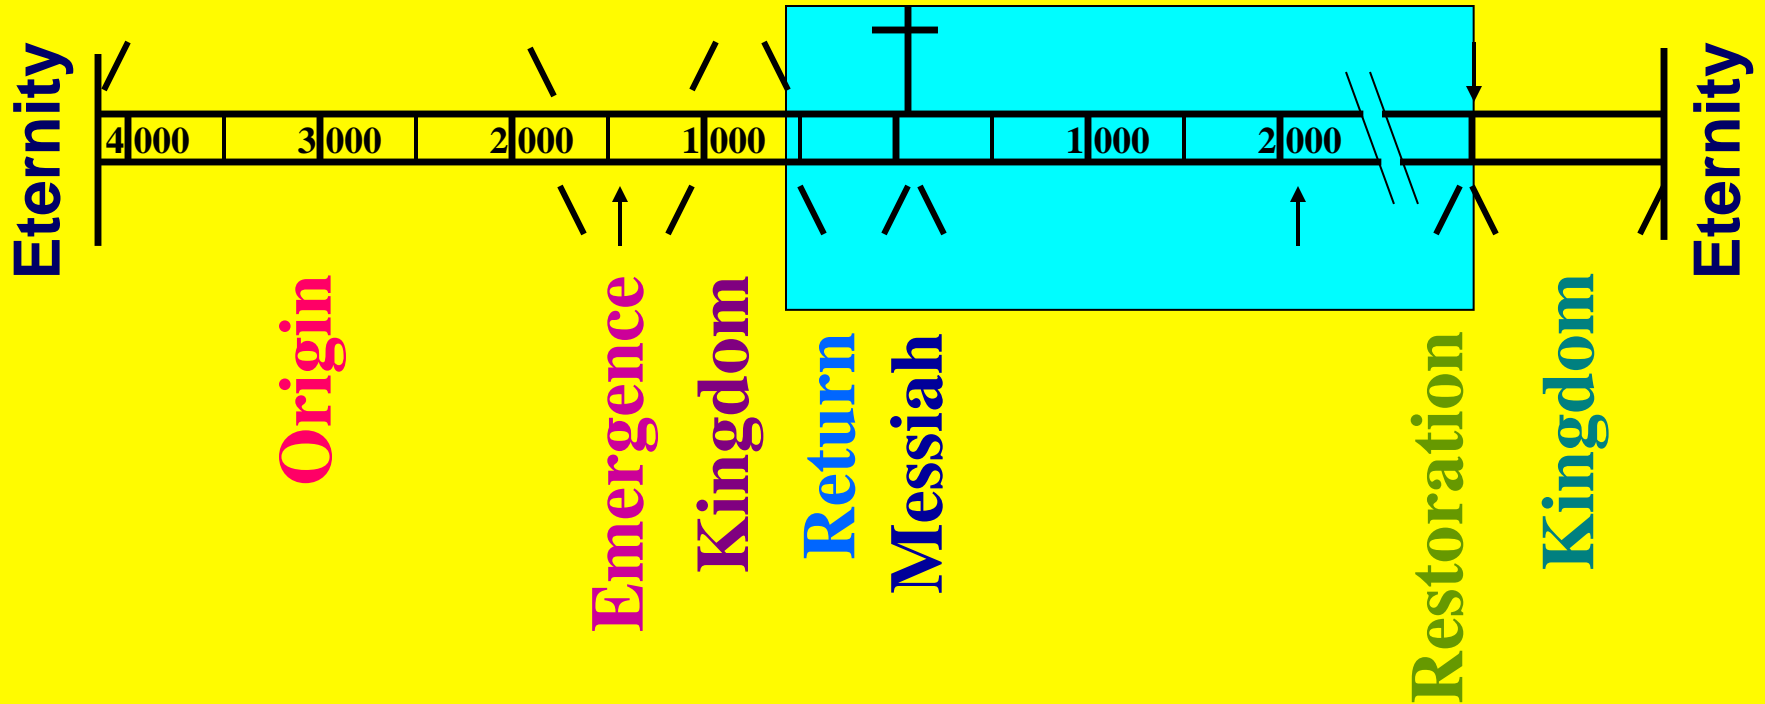 Eternity
4000
3000
2000
1000
1000
2000
Eternity
Origin
Emergence
Kingdom
Return
Messiah
Restoration
Kingdom